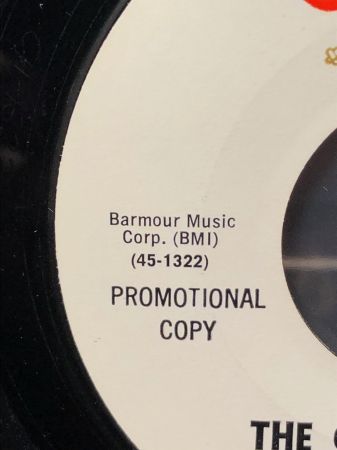 Barmour Music
Corp. (BMI)
(45-1322)
PROMOTIONAL
COPY
THE